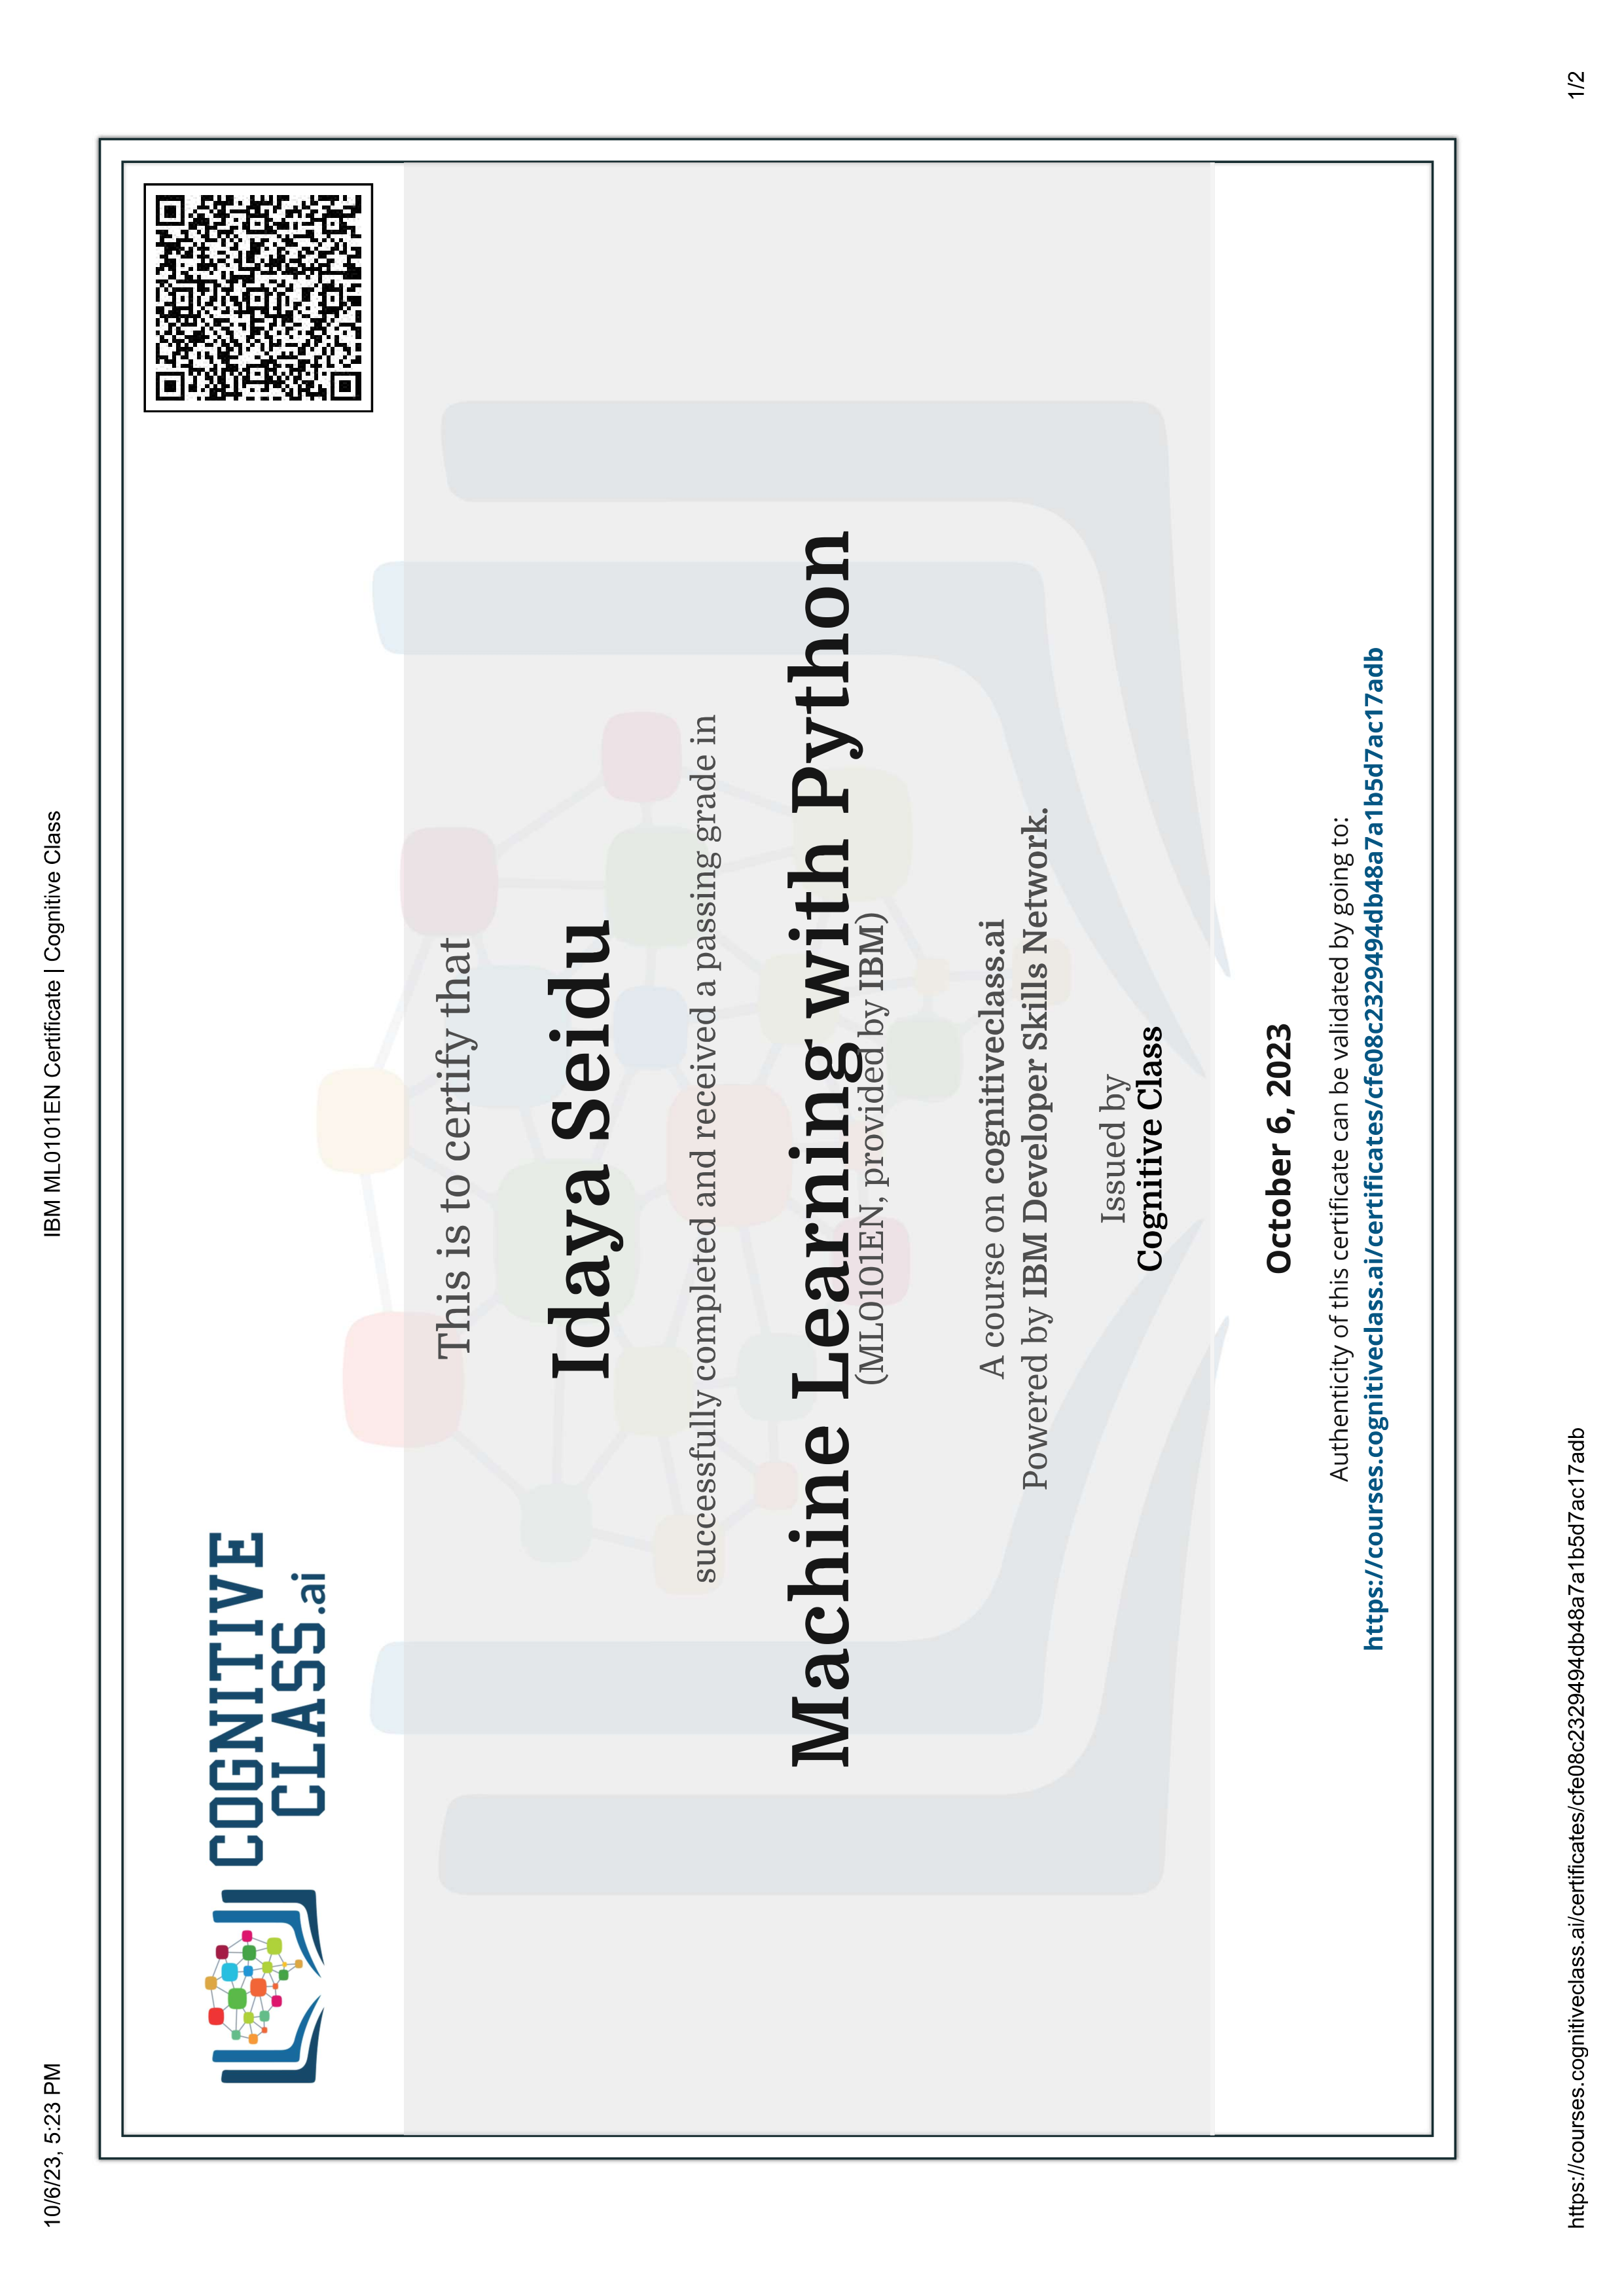 10/6/23, 5:23 PM
IBM ML0101EN Certificate | Cognitive Class
COGNITIVE
CLASS.ai
This is to certify that
Idaya Seidu
successfully completed and received a passing grade in
Machine Learning with Python
(ML0101EN, provided by IBM)
A course on cognitiveclass.ai
Powered by IBM Developer Skills Network.
Issued by
Cognitive Class
October 6, 2023
Authenticity of this certificate can be validated by going to:
https://courses.cognitiveclass.ai/certificates/cfe08c2329494db48a7a1b5d7ac17adb
https://courses.cognitiveclass.ai/certificates/cfe08c2329494db48a7a1b5d7ac17adb
1/2